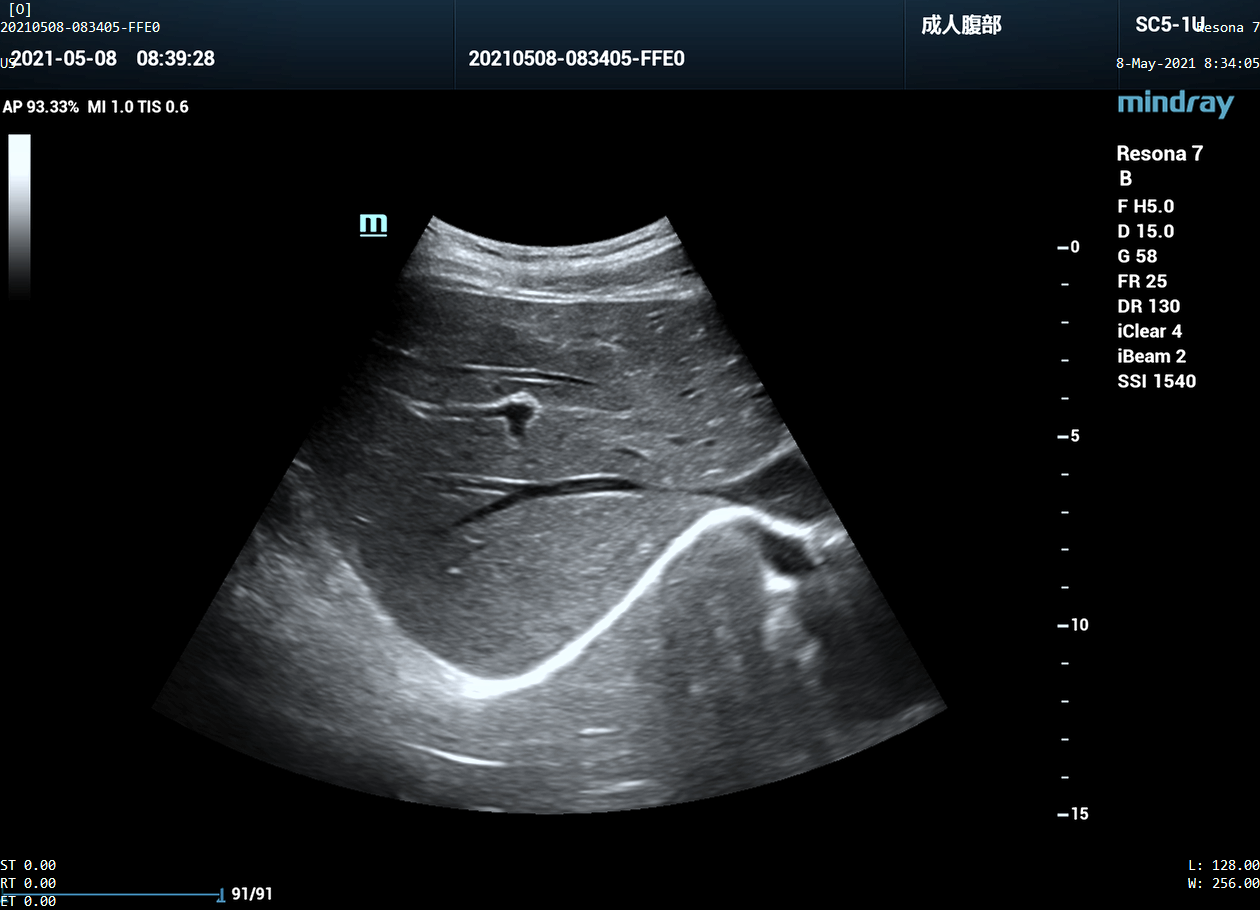 [O]
20210508-083405-FFE0
成人腹部
SC5-1U
Resona 7
US
2021-05-08 08:39:28
20210508-083405-FFE0
8-May-2021 8:34:05
AP 93.33% MI 1.0 TIS 0.6
mindray
Resona 7
B
F H5.0
D 15.0
G 58
FR 25
DR 130
iClear 4
iBeam 2
SSI 1540
m
0
5
10
15
ST 0.00
RT 0.00
ET 0.00
91/91
L: 128.00
W: 256.00